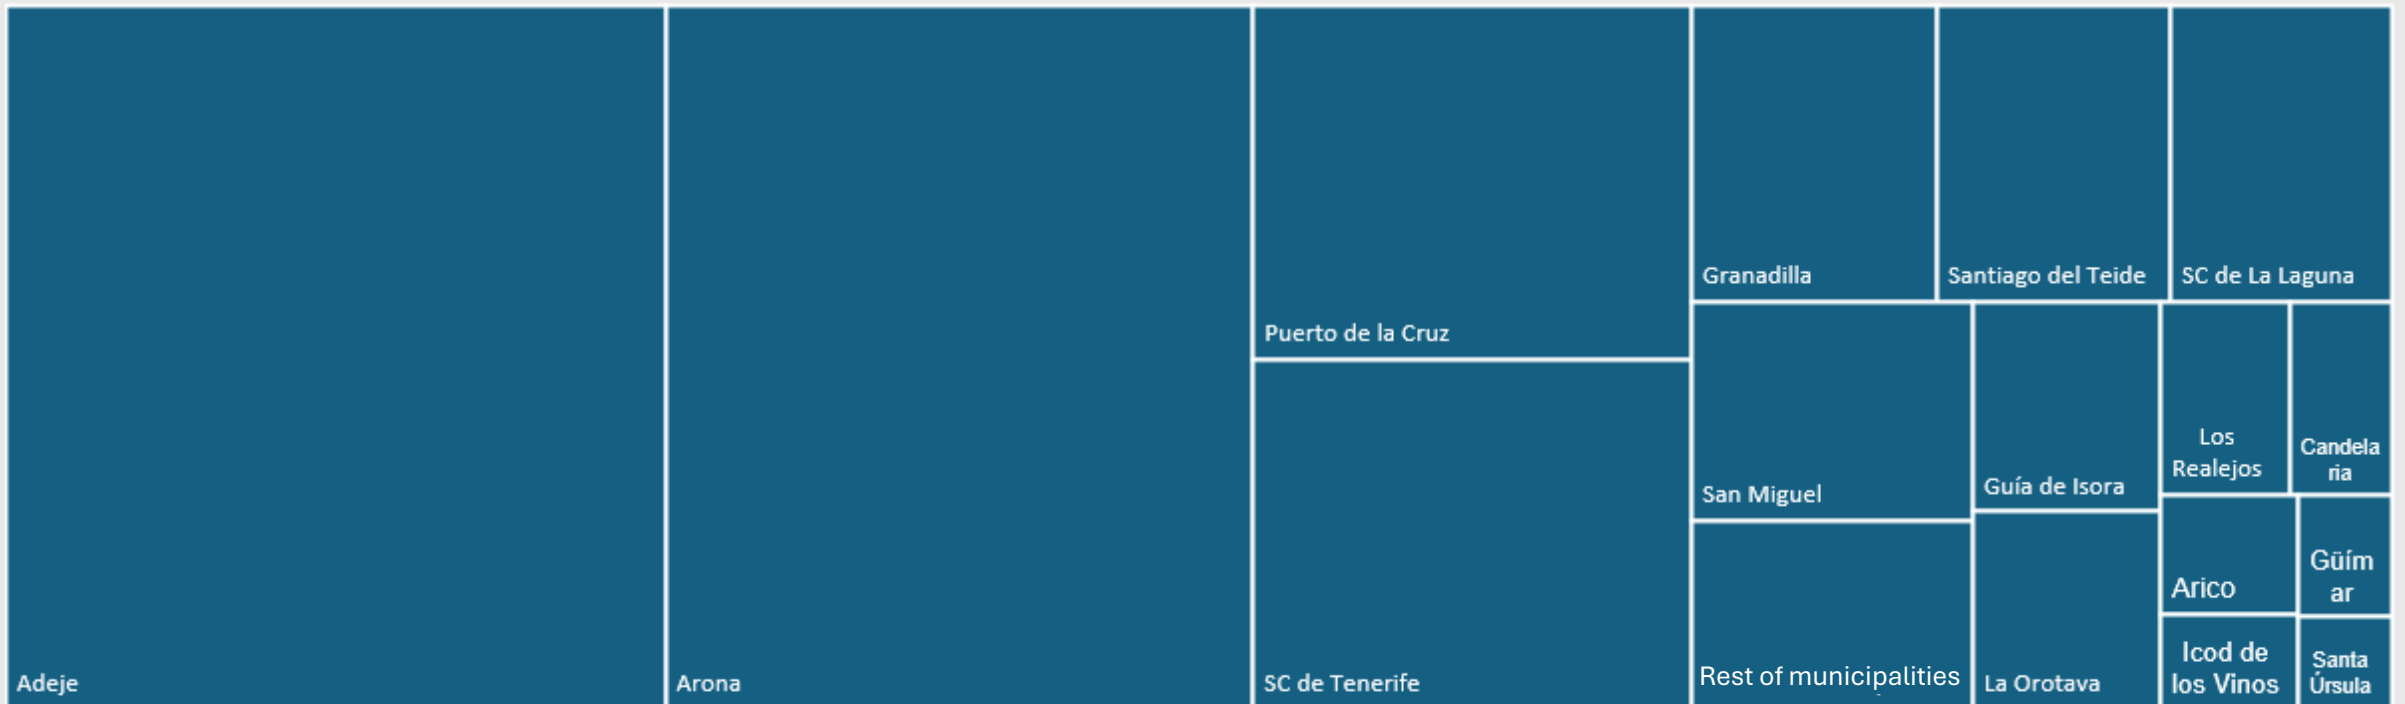 Adeje
Arona
Puerto de la Cruz
SC de Tenerife
Granadilla
Santiago del Teide
SC de La Laguna
San Miguel
Rest of municipalities
Guía de Isora
La Orotava
Los
Realejos
Candela
ria
Arico
Güím
ar
Icod de
los Vinos
Santa
Úrsula